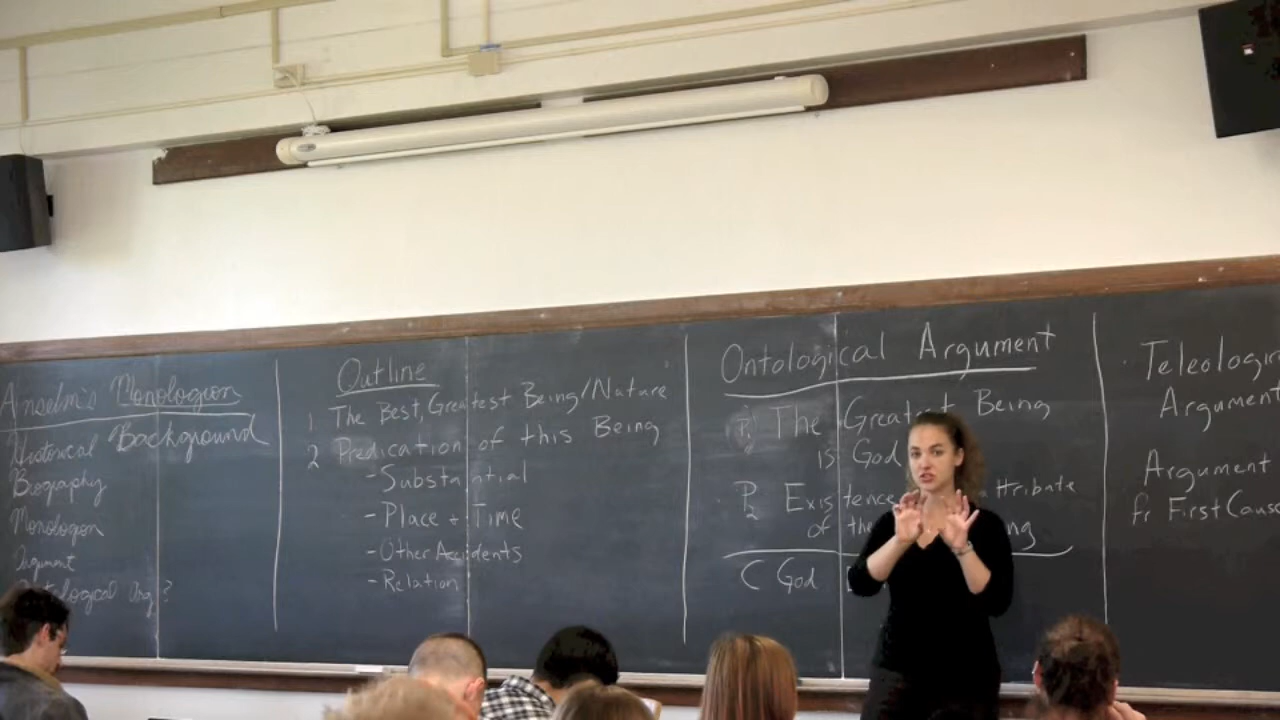 Anselm's Monologion
Historical Background
Biography
Monologion
Argument
Arg ?
Outline
1 The Best, Greatest Being/Nature
2 Predication of this Being
- Substantial
- Place + Time
- Other Accidents
- Relation
Ontological Argument
P1 The Greatest Being
is God
P2 Existence
of the
C God
Teleologi
Argument
Argument
fr First Cause